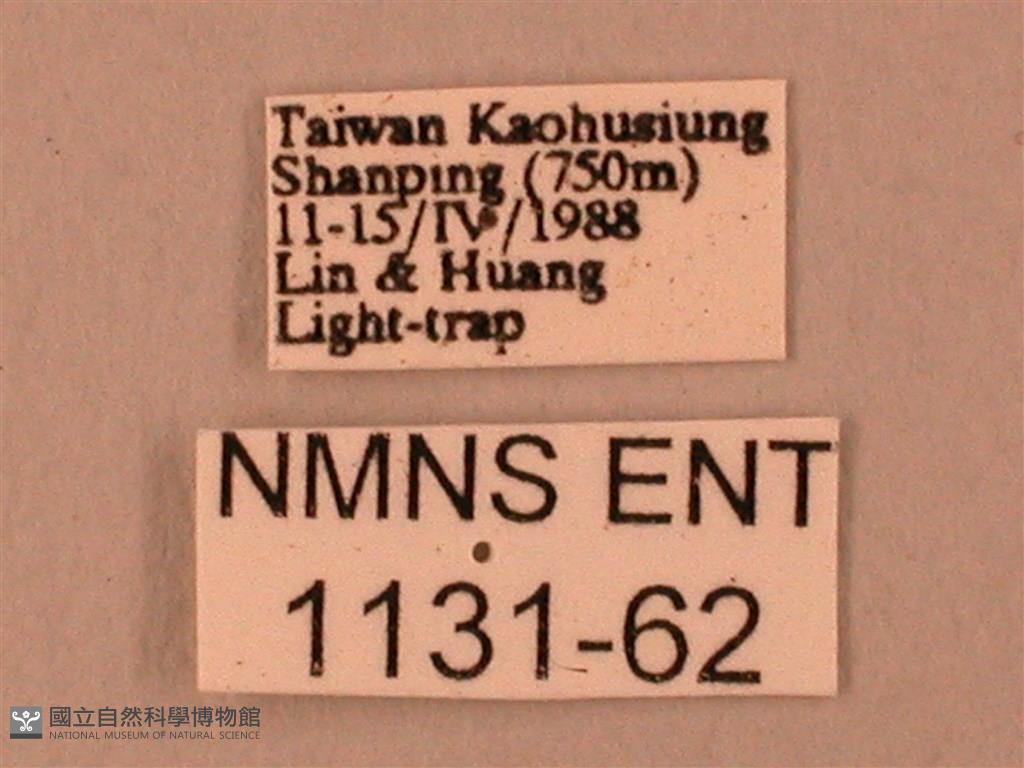 Taiwan Kaohusiung
Shanping (750m)
11-15/IV/1988
Lin & Huang
Light-trap
NMNS ENT
1131-62
國立自然科學博物館
NATIONAL MUSEUM OF NATURAL SCIENCE